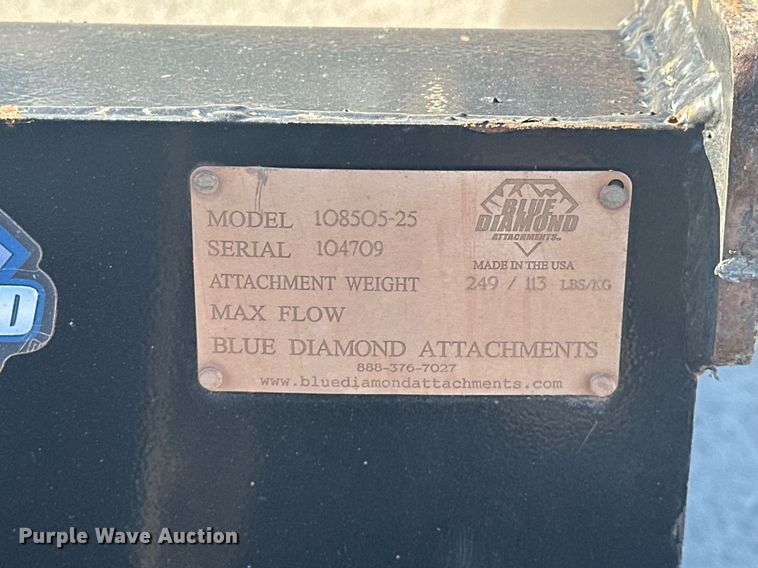 MODEL 108505-25
SERIAL 104709
BLUE
DIAMOND
ATTACHMENTS
MADE IN THE USA
ATTACHMENT WEIGHT 249 / 113 LBS/KG
MAX FLOW
BLUE DIAMOND ATTACHMENTS
888-376-7027
www.bluediamondattachments.com
Purple Wave Auction